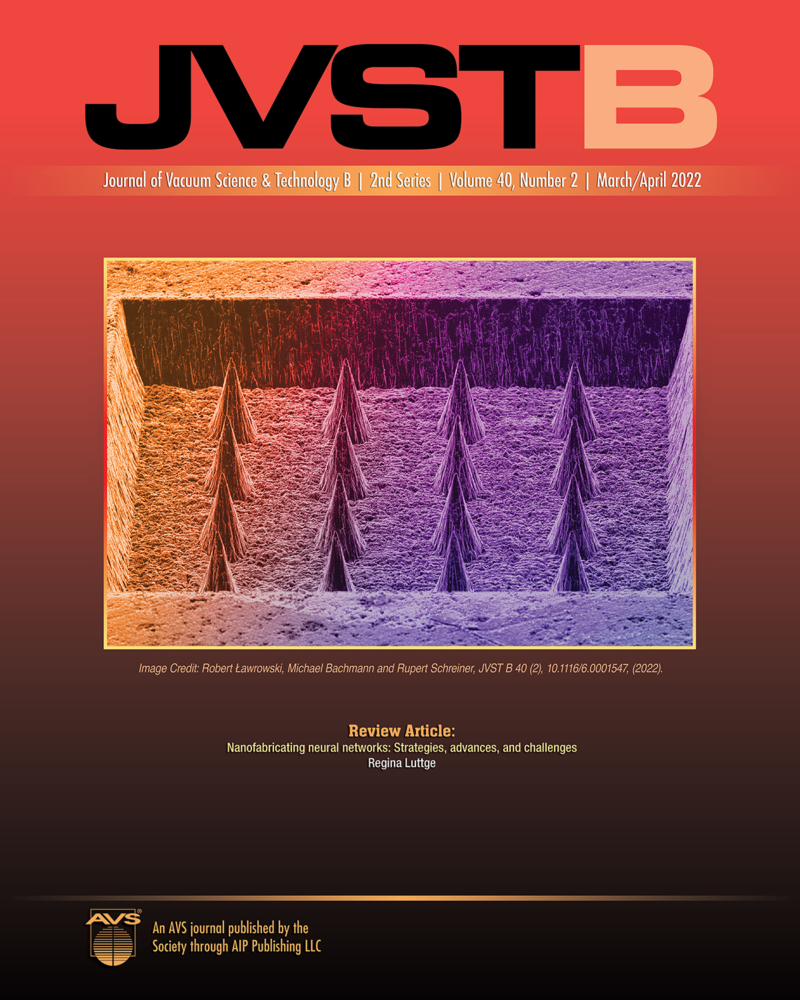 JVSTB
Journal of Vacuum Science & Technology B | 2nd Series | Volume 40, Number 2 | March/April 2022
Image Credit: Robert Ławrowski, Michael Bachmann and Rupert Schreiner, JVST B 40 (2), 10.1116/6.0001547, (2022).
Review Article:
Nanofabricating neural networks: Strategies, advances, and challenges
Regina Luttge
AVS®
An AVS journal published by the
Society through AIP Publishing LLC